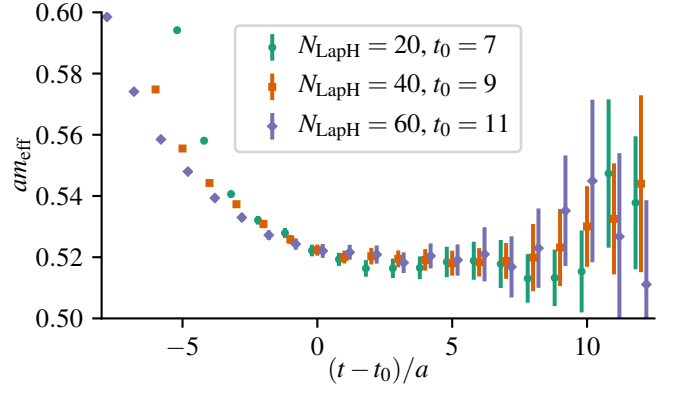 0.60
0.58
0.56
0.54
0.52
0.50
am_eff
N_LapH = 20, t_0 = 7
N_LapH = 40, t_0 = 9
N_LapH = 60, t_0 = 11
−5 0 5 10
(t − t_0)/a